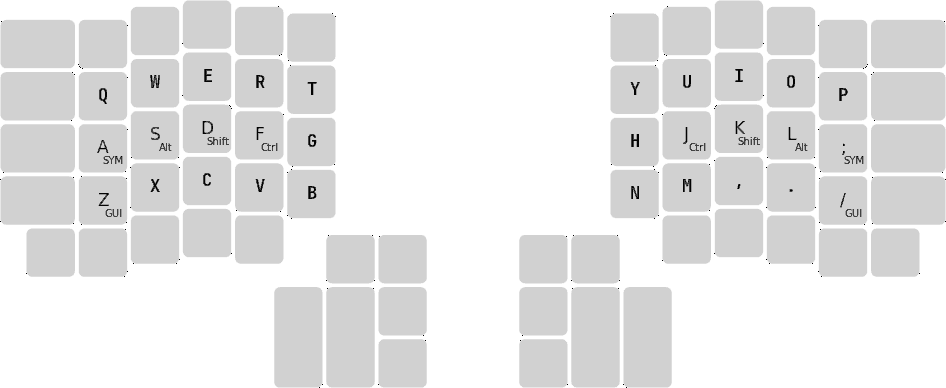 Q W E R T Y U I O P
A SYM S Alt D Shift F Ctrl G H J Ctrl K Shift L Alt ; SYM
Z GUI X C V B N M , . / GUI